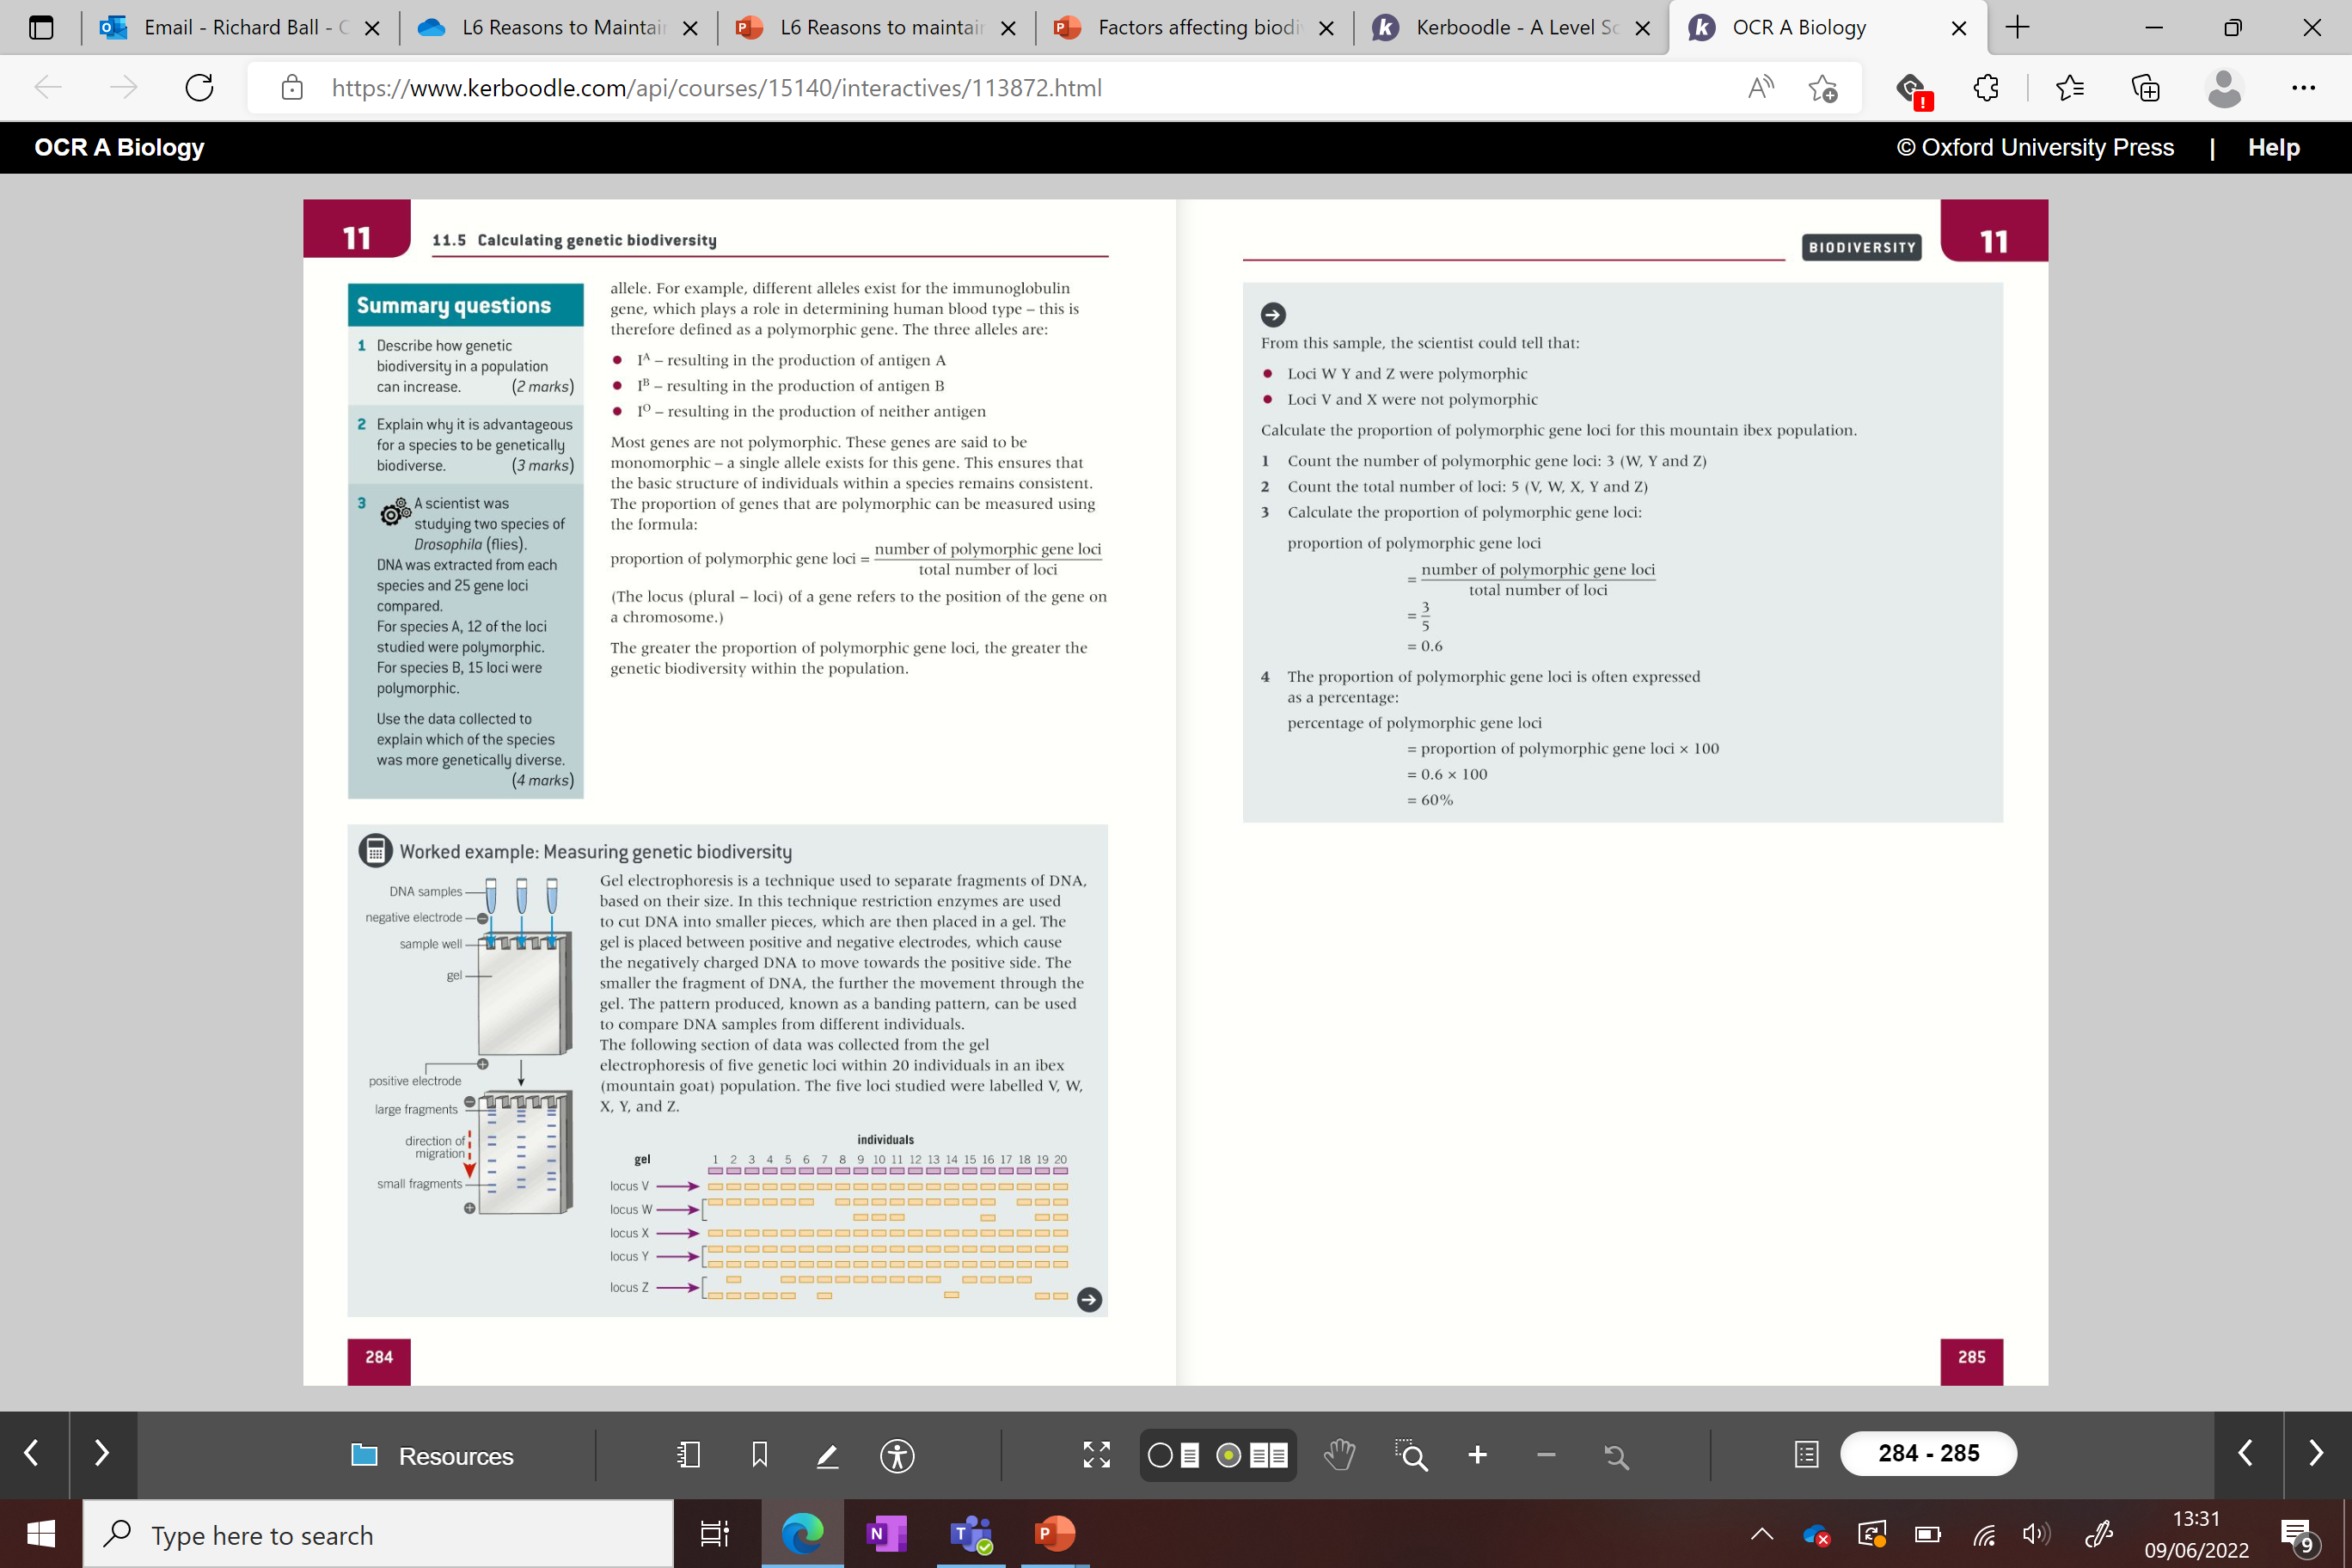 Email - Richard Ball -
L6 Reasons to Maintai
L6 Reasons to maintai
Factors affecting biodi
Kerboodle - A Level Sc
OCR A Biology
https://www.kerboodle.com/api/courses/15140/interactives/113872.html
OCR A Biology
© Oxford University Press | Help
11
11.5 Calculating genetic biodiversity
Summary questions
1 Describe how genetic
biodiversity in a population
can increase. (2 marks)
2 Explain why it is advantageous
for a species to be genetically
biodiverse. (3 marks)
3 A scientist was
studying two species of
Drosophila (flies).
DNA was extracted from each
species and 25 gene loci
compared.
For species A, 12 of the loci
studied were polymorphic.
For species B, 15 loci were
polymorphic.
Use the data collected to
explain which of the species
was more genetically diverse.
(4 marks)
allele. For example, different alleles exist for the immunoglobulin
gene, which plays a role in determining human blood type – this is
therefore defined as a polymorphic gene. The three alleles are:
• Iᴬ – resulting in the production of antigen A
• Iᴮ – resulting in the production of antigen B
• Iᴼ – resulting in the production of neither antigen
Most genes are not polymorphic. These genes are said to be
monomorphic – a single allele exists for this gene. This ensures that
the basic structure of individuals within a species remains consistent.
The proportion of genes that are polymorphic can be measured using
the formula:
proportion of polymorphic gene loci = number of polymorphic gene loci
total number of loci
(The locus (plural – loci) of a gene refers to the position of the gene on
a chromosome.)
The greater the proportion of polymorphic gene loci, the greater the
genetic biodiversity within the population.
Worked example: Measuring genetic biodiversity
DNA samples
negative electrode
sample well
gel
positive electrode
large fragments
direction of
migration
small fragments
Gel electrophoresis is a technique used to separate fragments of DNA,
based on their size. In this technique restriction enzymes are used
to cut DNA into smaller pieces, which are then placed in a gel. The
gel is placed between positive and negative electrodes, which cause
the negatively charged DNA to move towards the positive side. The
smaller the fragment of DNA, the further the movement through the
gel. The pattern produced, known as a banding pattern, can be used
to compare DNA samples from different individuals.
The following section of data was collected from the gel
electrophoresis of five genetic loci within 20 individuals in an ibex
(mountain goat) population. The five loci studied were labelled V, W,
X, Y, and Z.
individuals
gel 1 2 3 4 5 6 7 8 9 10 11 12 13 14 15 16 17 18 19 20
locus V
locus W
locus X
locus Y
locus Z
284
BIODIVERSITY
11
From this sample, the scientist could tell that:
• Loci W Y and Z were polymorphic
• Loci V and X were not polymorphic
Calculate the proportion of polymorphic gene loci for this mountain ibex population.
1 Count the number of polymorphic gene loci: 3 (W, Y and Z)
2 Count the total number of loci: 5 (V, W, X, Y and Z)
3 Calculate the proportion of polymorphic gene loci:
proportion of polymorphic gene loci
= number of polymorphic gene loci
total number of loci
= 3
5
= 0.6
4 The proportion of polymorphic gene loci is often expressed
as a percentage:
percentage of polymorphic gene loci
= proportion of polymorphic gene loci × 100
= 0.6 × 100
= 60%
285
Resources
284 - 285
Type here to search
13:31
09/06/2022
9